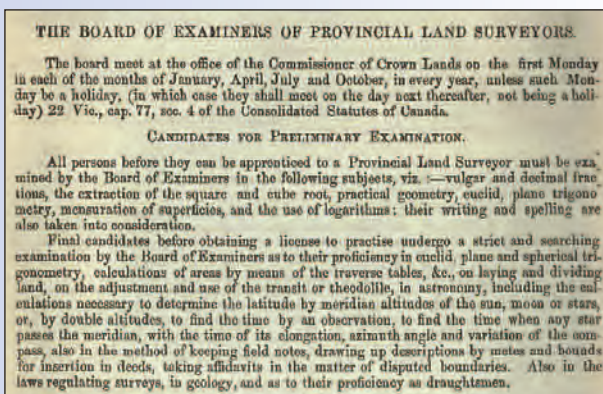 THE BOARD OF EXAMINERS OF PROVINCIAL LAND SURVEYORS.
The board meet at the office of the Commissioner of Crown Lands on the first Monday
in each of the months of January, April, July and October, in every year, unless such Mon-
day be a holiday, (in which case they shall meet on the day next thereafter, not being a holi-
day) 22 Vic., cap. 77, sec. 4 of the Consolidated Statutes of Canada.
CANDIDATES FOR PRELIMINARY EXAMINATION.
All persons before they can be apprenticed to a Provincial Land Surveyor must be exa
mined by the Board of Examiners in the following subjects, viz. :—vulgar and decimal frac
tions, the extraction of the square and cube root, practical geometry, euclid, plane trigono
metry, mensuration of superficies, and the use of logarithms; their writing and spelling are
also taken into consideration.
Final candidates before obtaining a license to practise undergo a strict and searching
examination by the Board of Examiners as to their proficiency in euclid, plane and spherical tri-
gonometry, calculations of areas by means of the traverse tables, &c., on laying and dividing
land, on the adjustment and use of the transit or theodolile, in astronomy, including the cal-
culations necessary to determine the latitude by meridian altitudes of the sun, moon or stars,
or, by double altitudes, to find the time by an observation, to find the time when any star
passes the meridian, with the time of its elongation, azimuth angle and variation of the com-
pass, also in the method of keeping field notes, drawing up descriptions by metes and bounds
for insertion in deeds, taking affidavits in the matter of disputed boundaries. Also in the
laws regulating surveys, in geology, and as to their proficiency as draughtsmen.